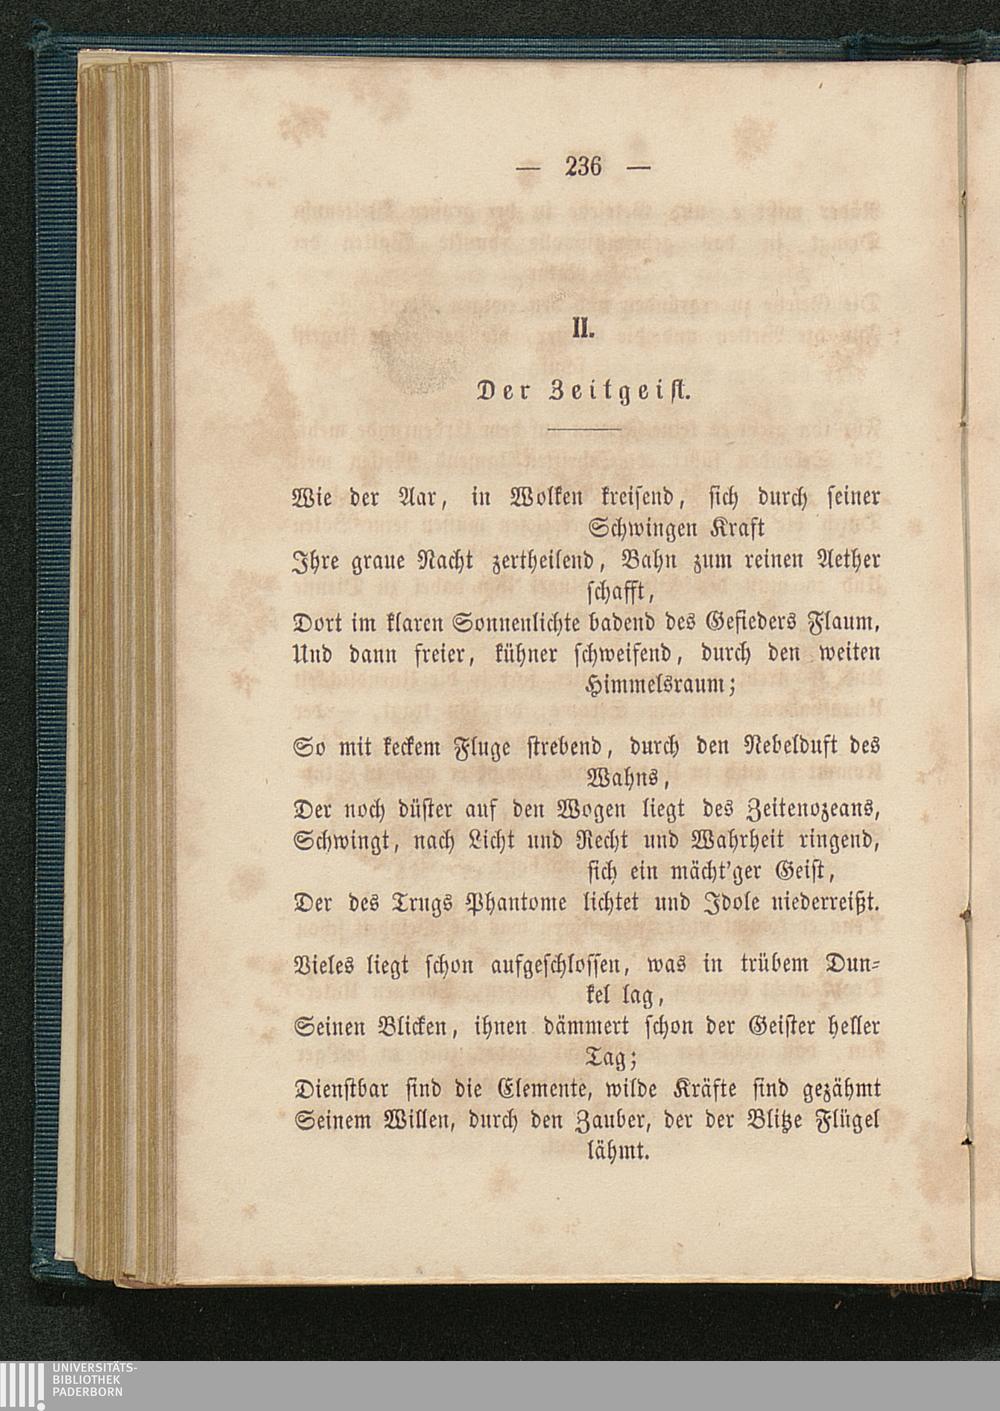 — 236 —
II.
Der Zeitgeist.
Wie der Aar, in Wolken kreisend, sich durch seiner
Schwingen Kraft
Ihre graue Nacht zertheilend, Bahn zum reinen Aether
schafft,
Dort im klaren Sonnenlichte badend des Gefieders Flaum,
Und dann freier, kühner schweifend, durch den weiten
Himmelsraum;
So mit keckem Fluge strebend, durch den Nebelduft des
Wahns,
Der noch düster auf den Wogen liegt des Zeitenozeans,
Schwingt, nach Licht und Recht und Wahrheit ringend,
sich ein mächt'ger Geist,
Der des Trugs Phantome lichtet und Idole niederreißt.
Vieles liegt schon aufgeschlossen, was in trübem Dun-
kel lag,
Seinen Blicken, ihnen dämmert schon der Geister heller
Tag;
Dienstbar sind die Elemente, wilde Kräfte sind gezähmt
Seinem Willen, durch den Zauber, der der Blitze Flügel
lähmt.
UNIVERSITÄTS-
BIBLIOTHEK
PADERBORN